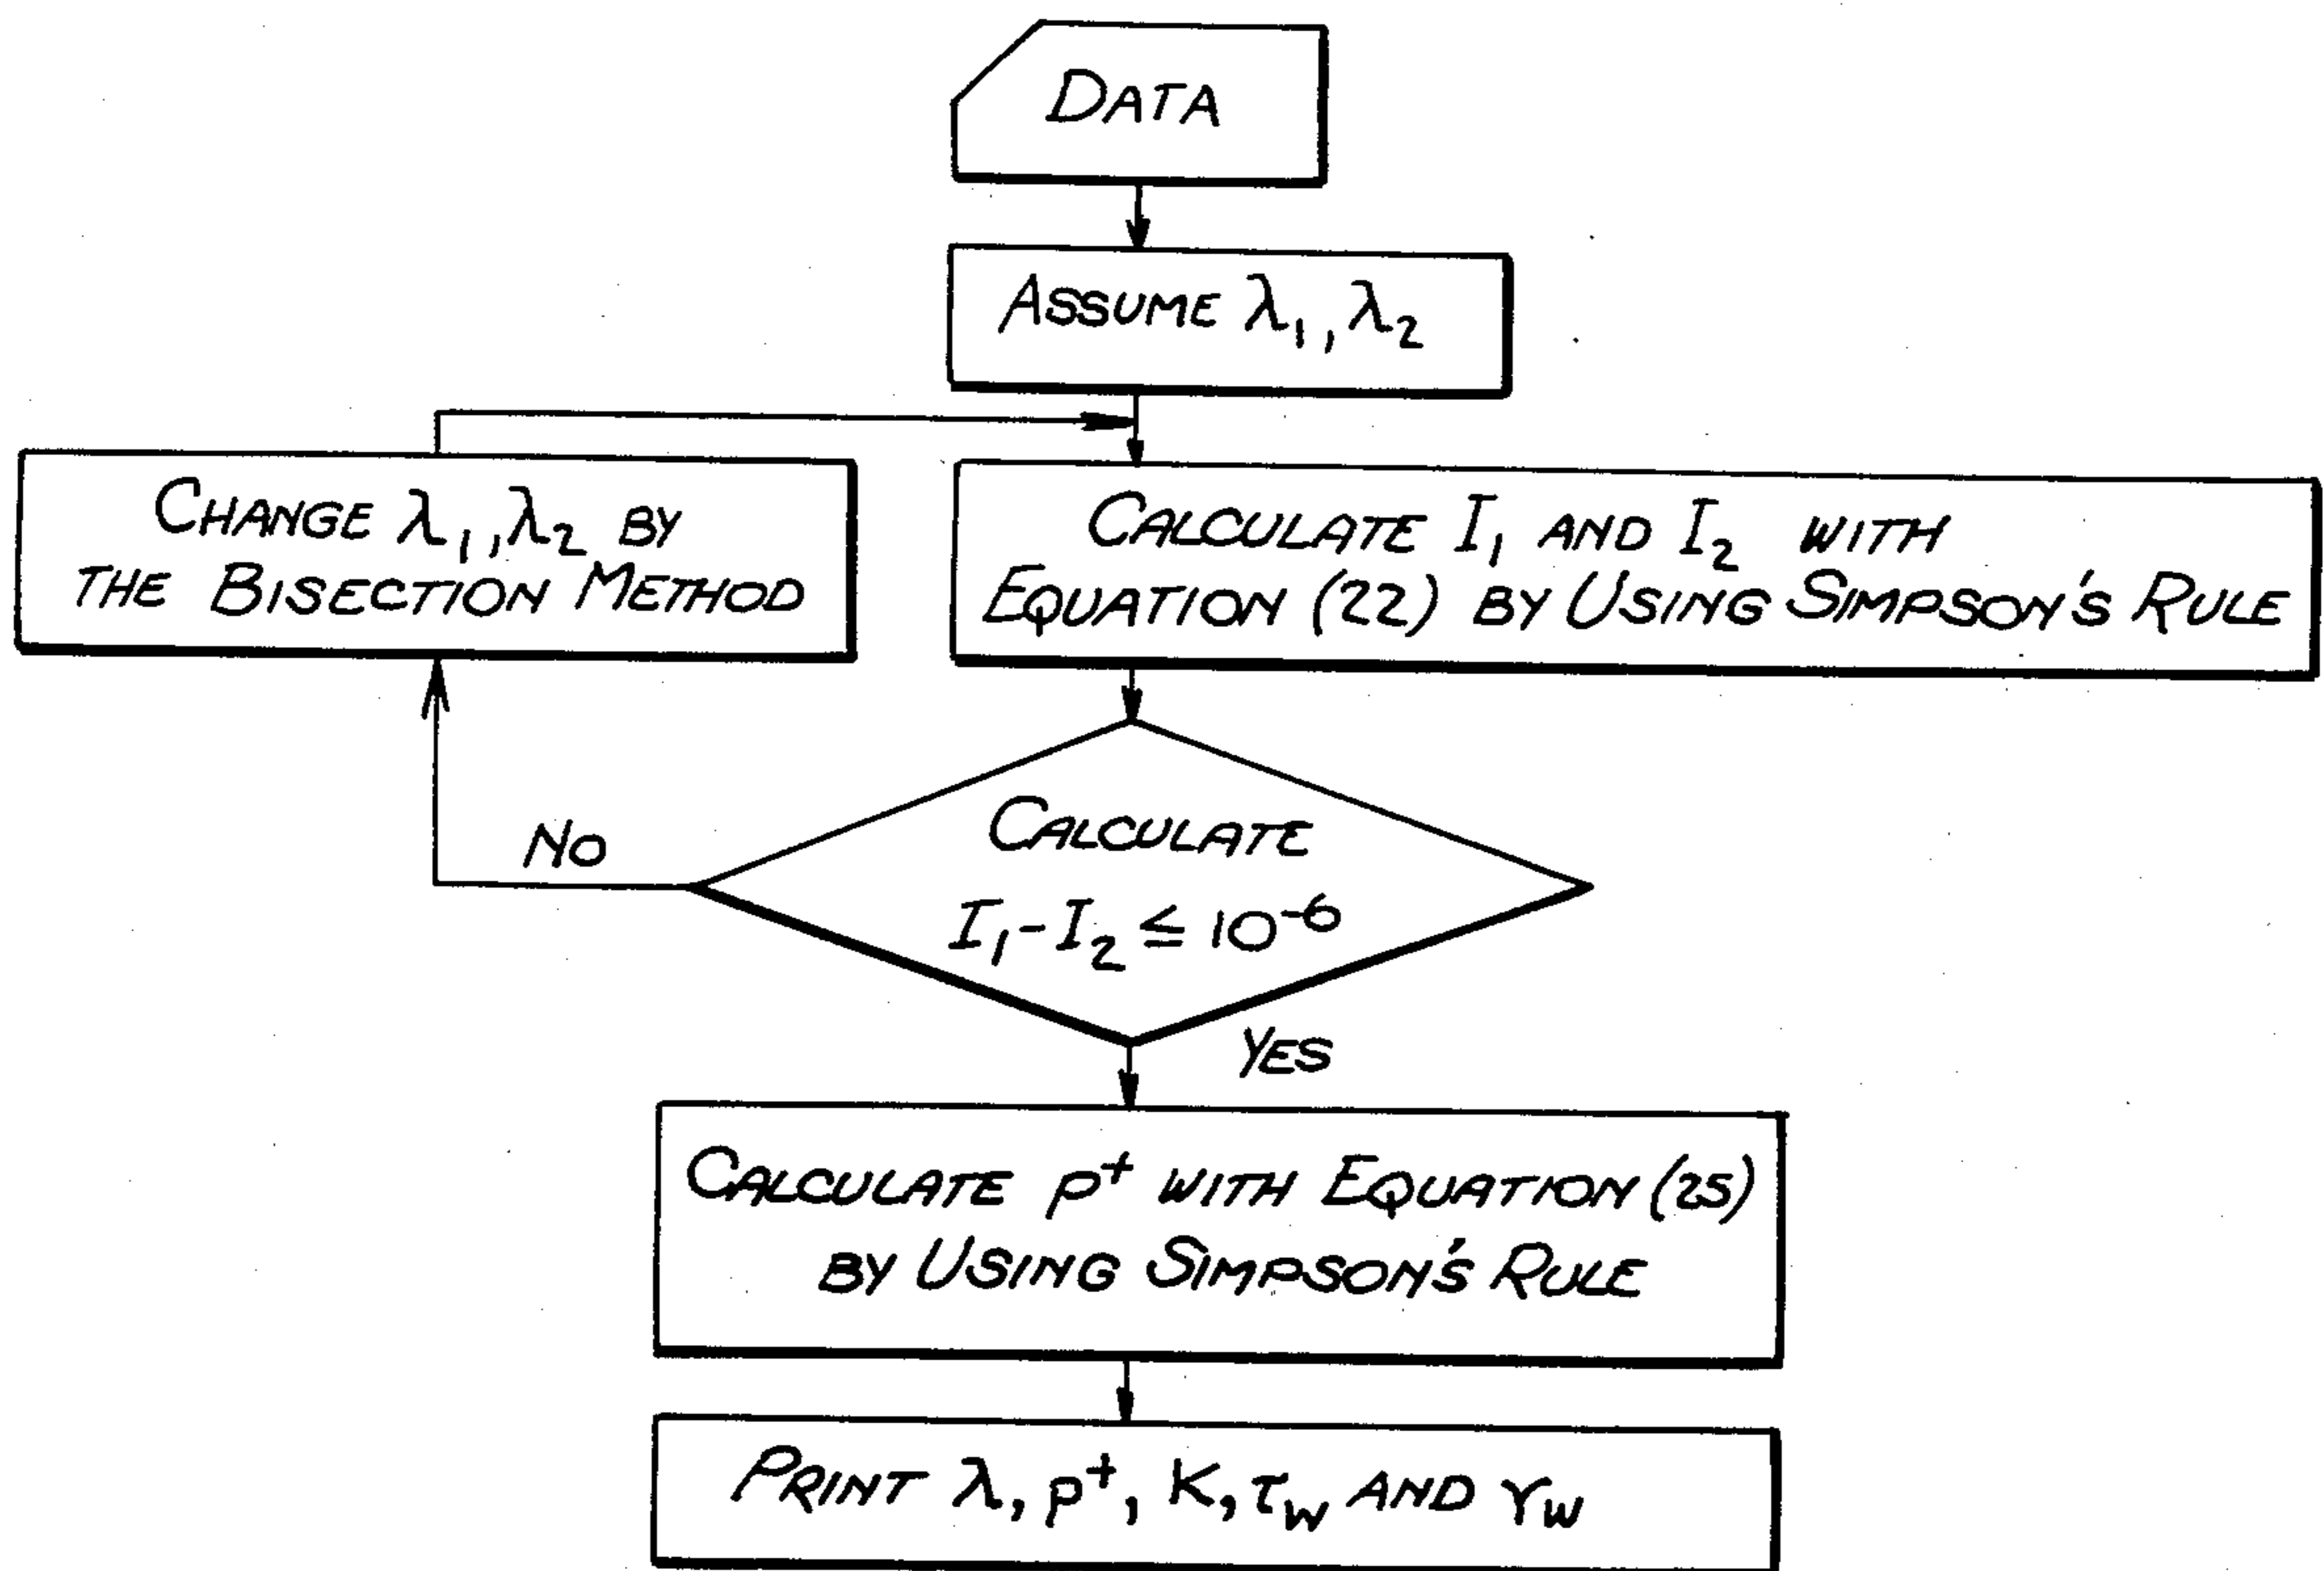 DATA
ASSUME λ₁, λ₂
CHANGE λ₁, λ₂ BY
THE BISECTION METHOD
CALCULATE I₁ AND I₂ WITH
EQUATION (22) BY USING SIMPSON'S RULE
CALCULATE
I₁-I₂ ≤ 10⁻⁶
NO
YES
CALCULATE p⁺ WITH EQUATION (25)
BY USING SIMPSON'S RULE
PRINT λ, p⁺, K, τ_W AND γ_W